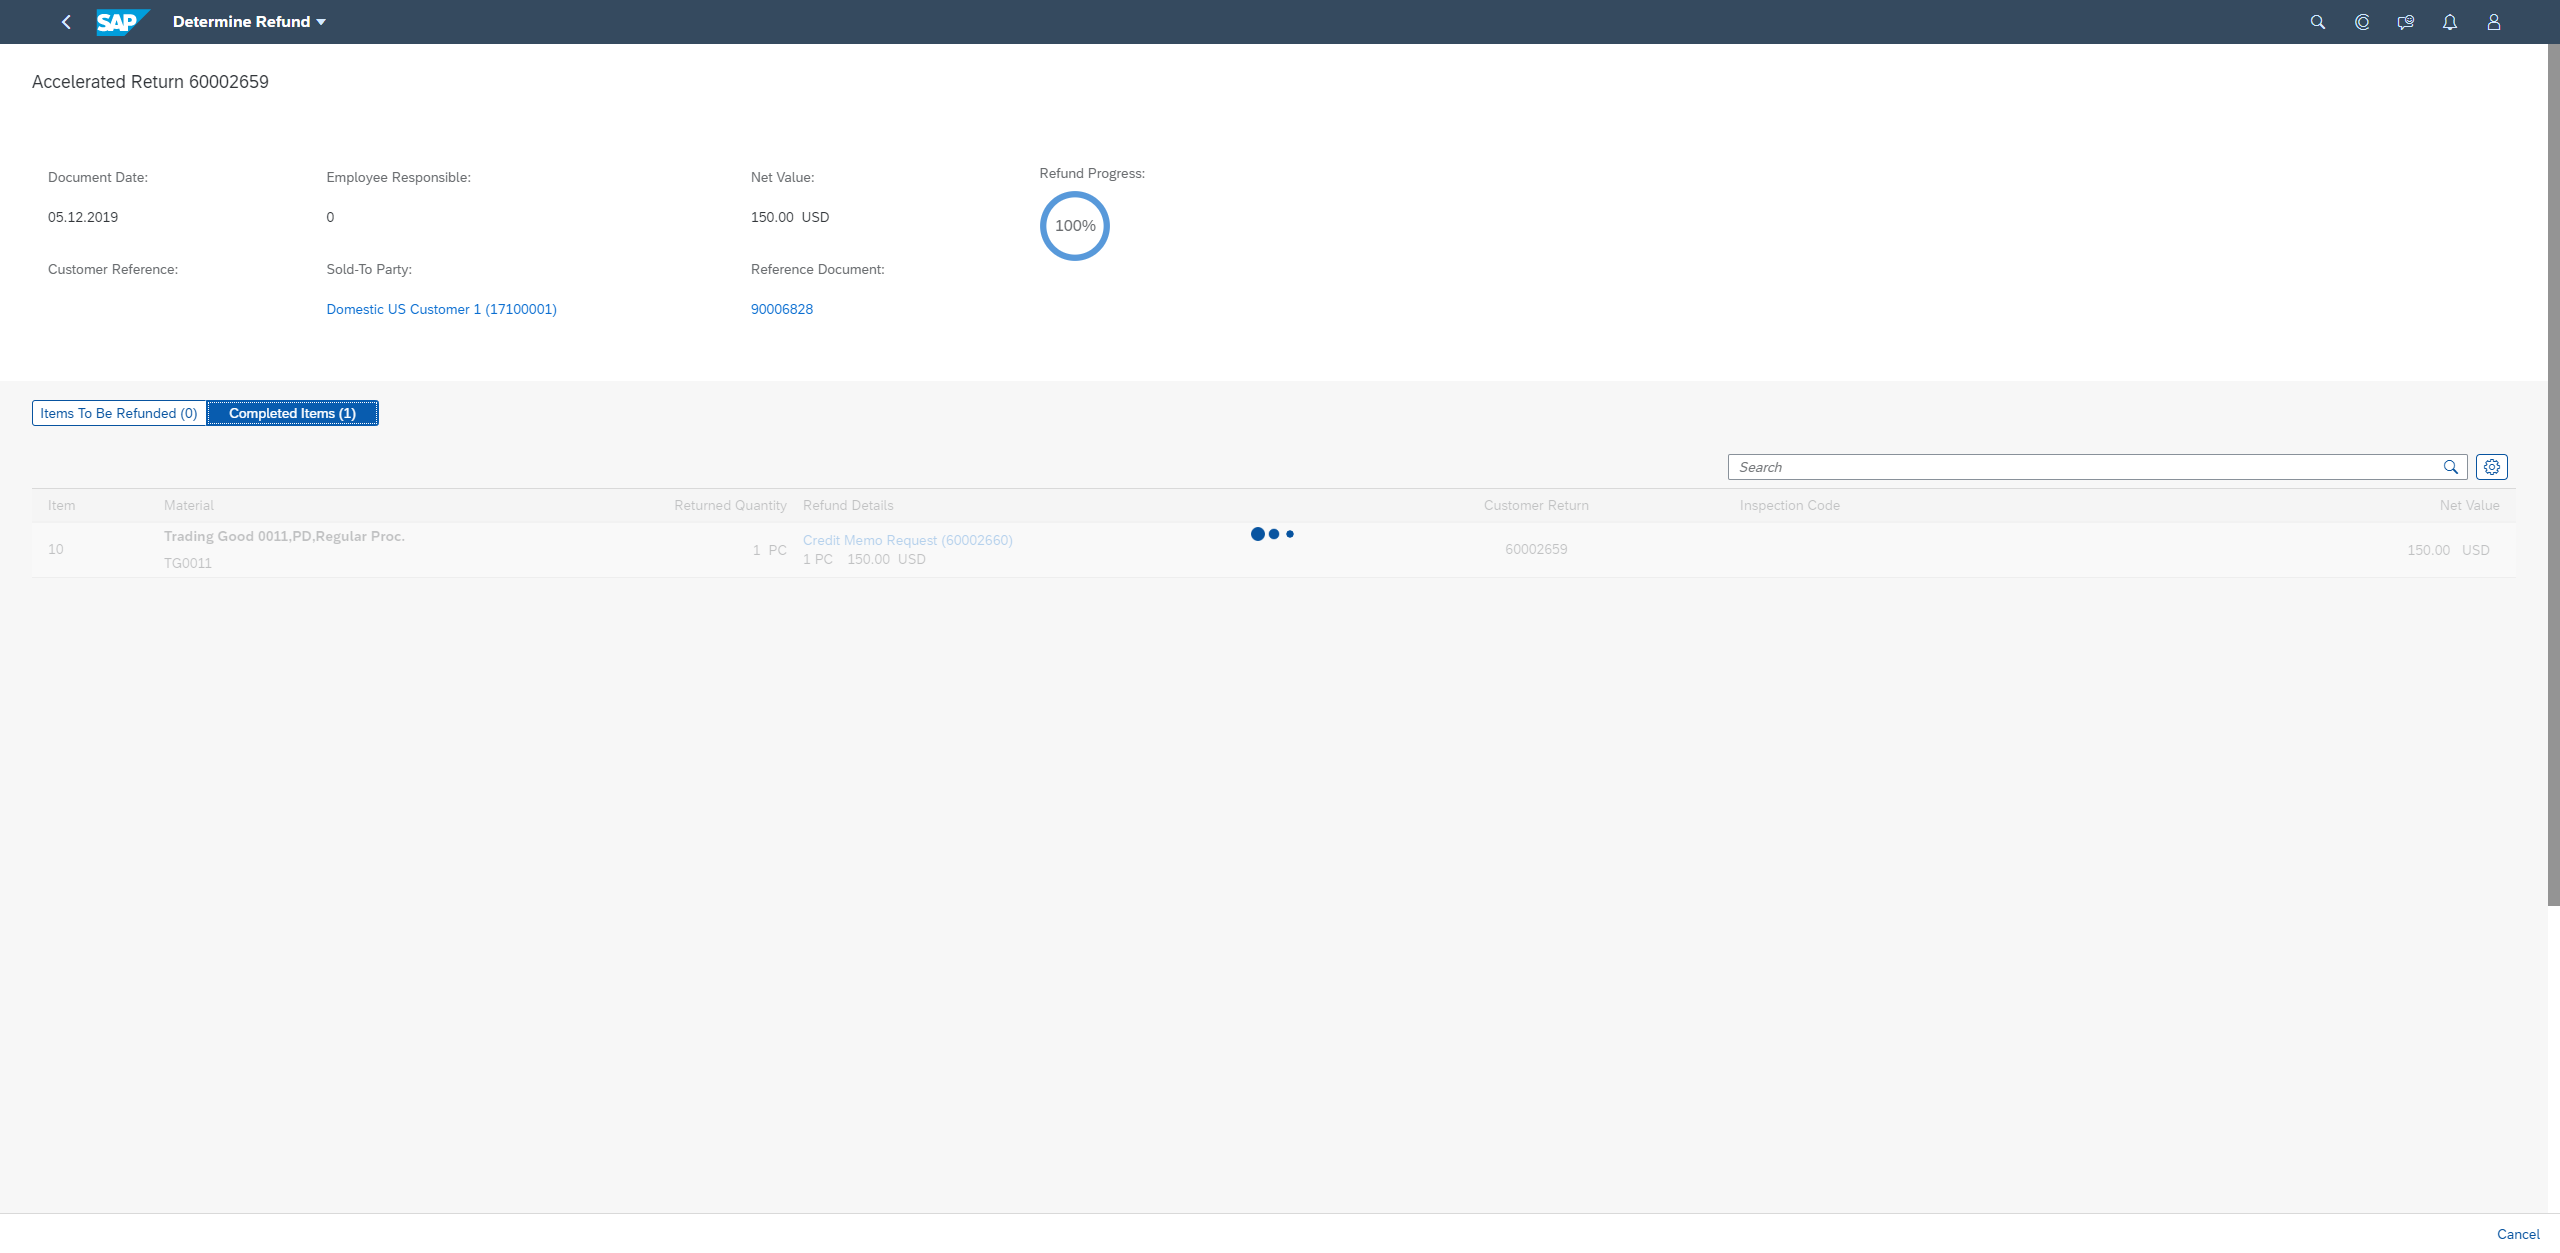 SAP Determine Refund
Accelerated Return 60002659
Document Date: Employee Responsible: Net Value: Refund Progress:
05.12.2019 0 150.00 USD 100%
Customer Reference: Sold-To Party: Reference Document:
Domestic US Customer 1 (17100001) 90006828
Items To Be Refunded (0) Completed Items (1)
Search
Item Material Returned Quantity Refund Details Customer Return Inspection Code Net Value
10 Trading Good 0011,PD,Regular Proc. 1 PC Credit Memo Request (60002660) 60002659 150.00 USD
TG0011 1 PC 150.00 USD
Cancel